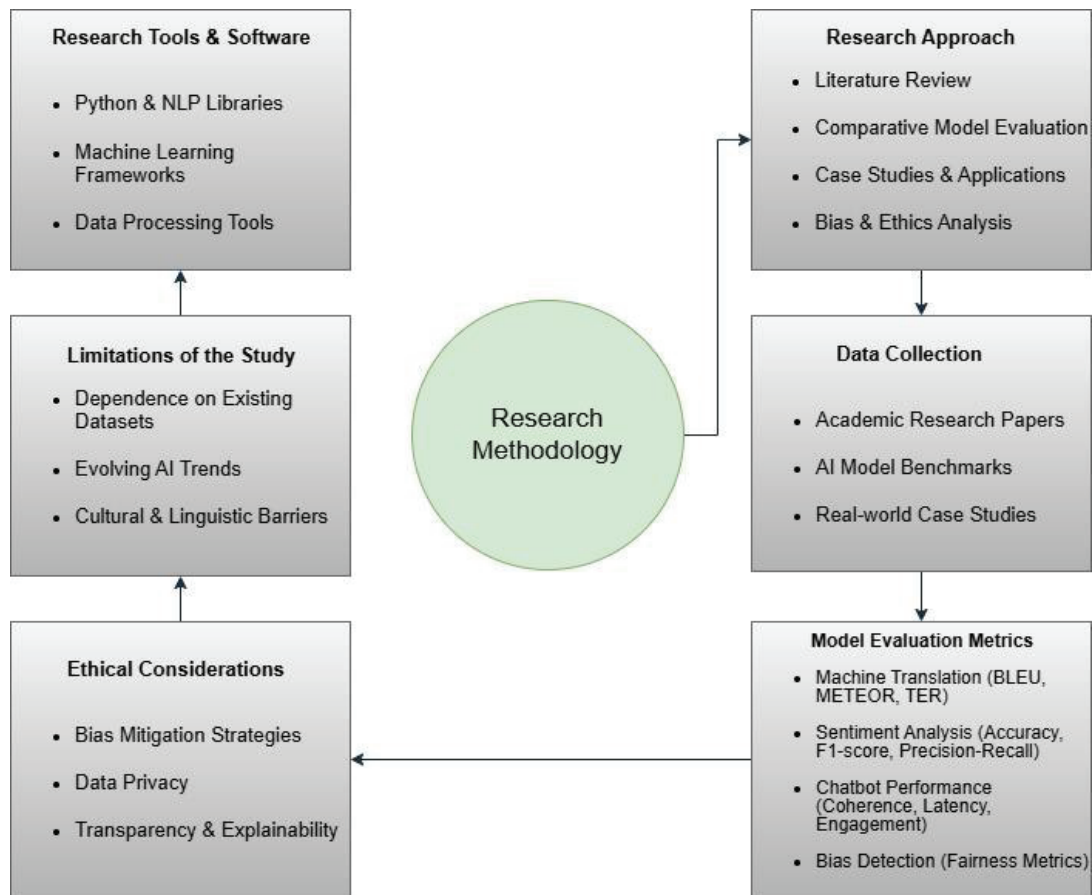 Research Tools & Software
• Python & NLP Libraries
• Machine Learning
Frameworks
• Data Processing Tools
Research Approach
• Literature Review
• Comparative Model Evaluation
• Case Studies & Applications
• Bias & Ethics Analysis
Limitations of the Study
• Dependence on Existing
Datasets
• Evolving AI Trends
• Cultural & Linguistic Barriers
Research
Methodology
Data Collection
• Academic Research Papers
• AI Model Benchmarks
• Real-world Case Studies
Ethical Considerations
• Bias Mitigation Strategies
• Data Privacy
• Transparency & Explainability
Model Evaluation Metrics
• Machine Translation (BLEU,
METEOR, TER)
• Sentiment Analysis (Accuracy,
F1-score, Precision-Recall)
• Chatbot Performance
(Coherence, Latency,
Engagement)
• Bias Detection (Fairness Metrics)